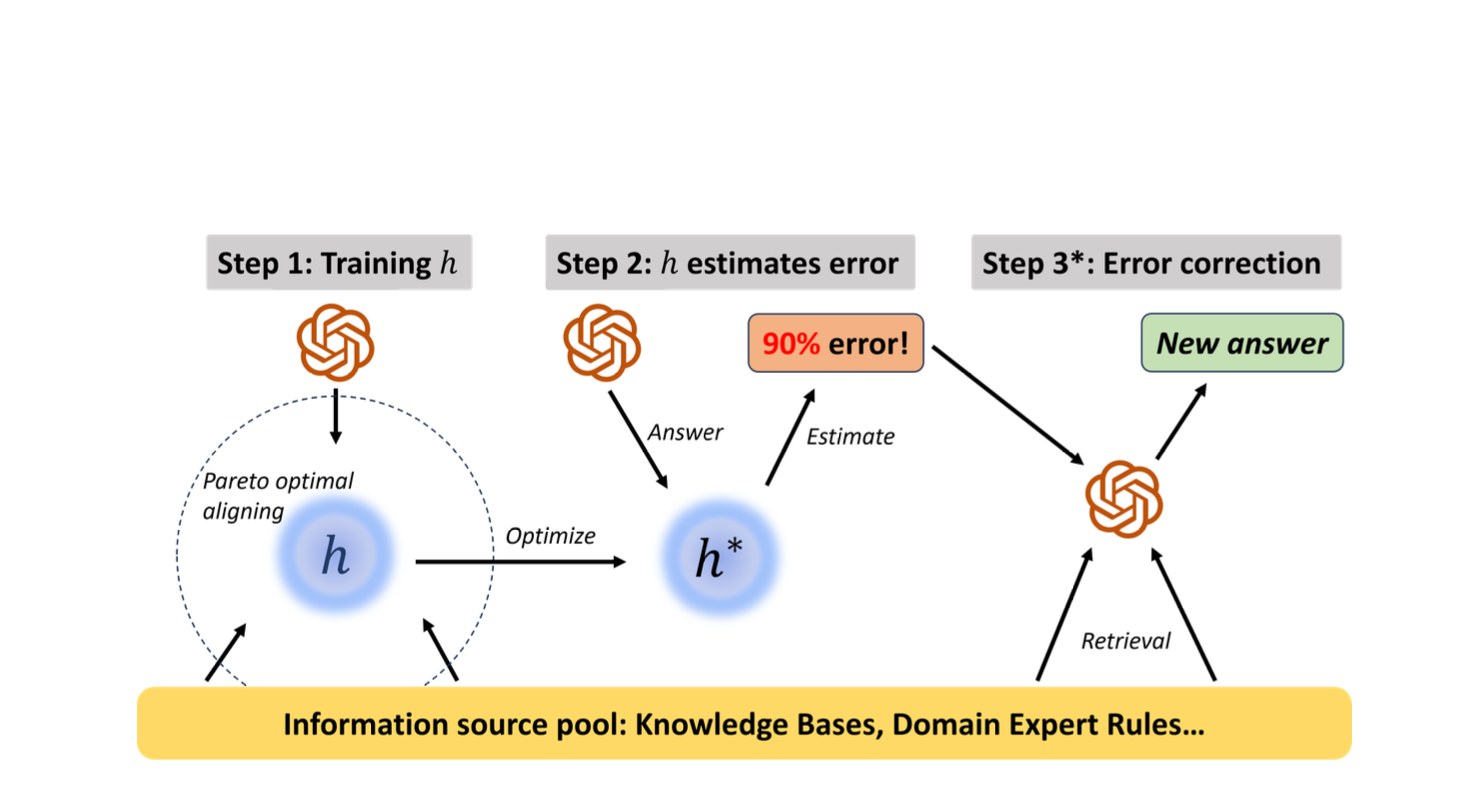 Step 1: Training h
Step 2: h estimates error
Step 3*: Error correction
90% error!
New answer
Answer
Estimate
Pareto optimal
aligning
h
Optimize
h*
Retrieval
Information source pool: Knowledge Bases, Domain Expert Rules...